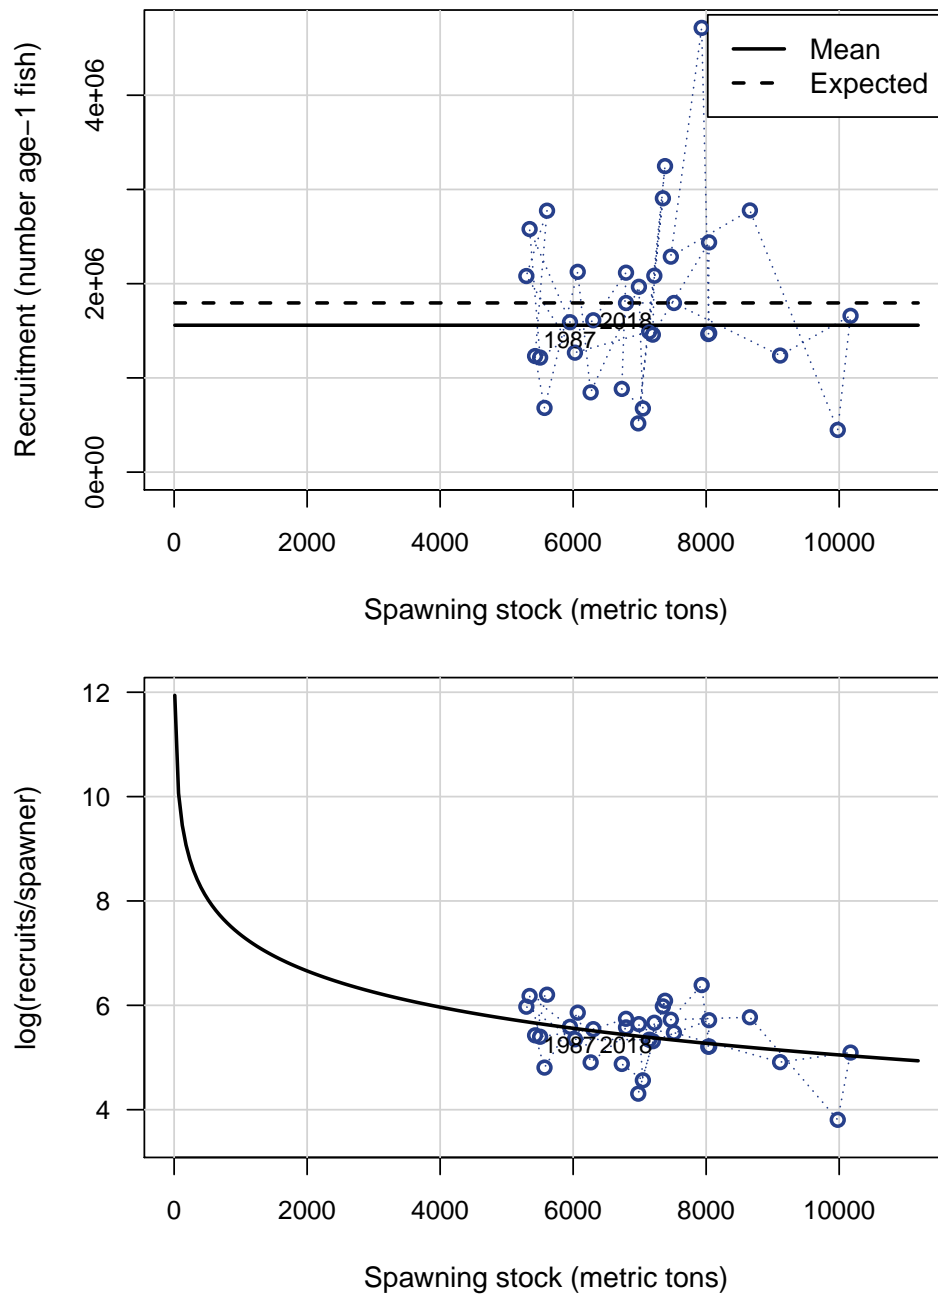 Recruitment (number age−1 fish)
4e+06
2e+06
0e+00
Mean
Expected
2018
1987
0 2000 4000 6000 8000 10000
Spawning stock (metric tons)
log(recruits/spawner)
12
10
8
6
4
1987 2018
0 2000 4000 6000 8000 10000
Spawning stock (metric tons)